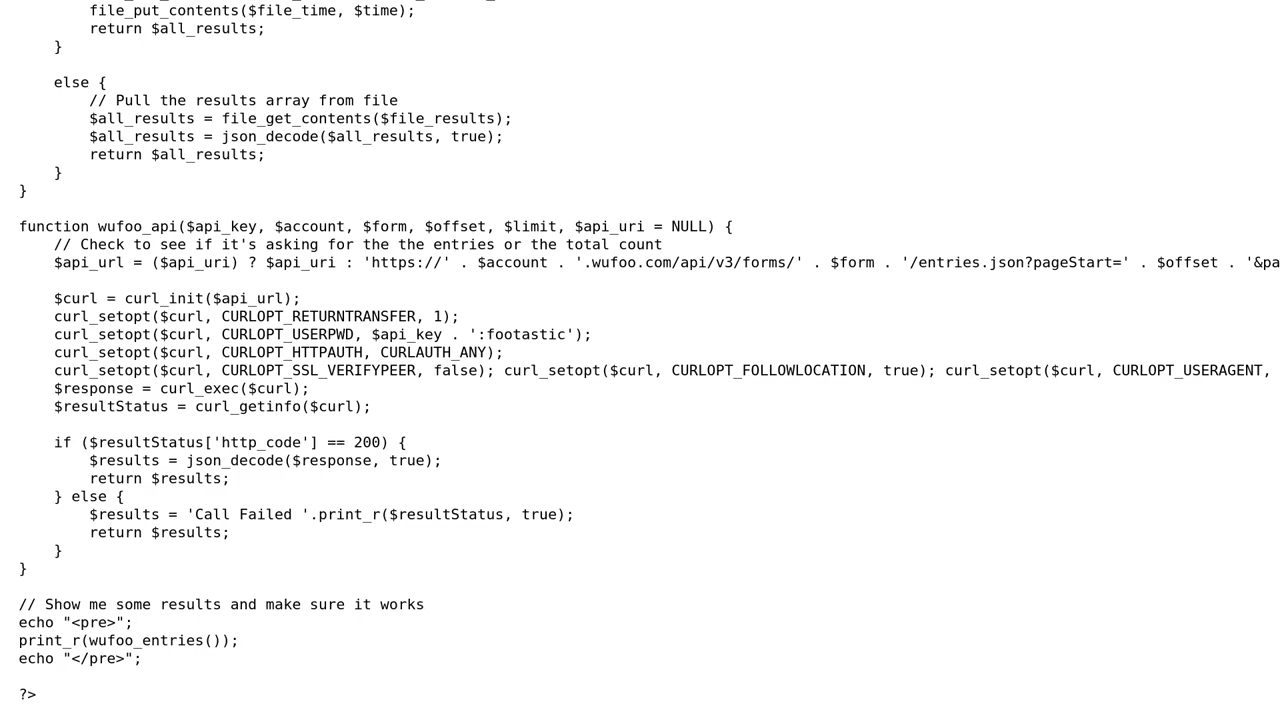 file_put_contents($file_time, $time);
        return $all_results;
    }

    else {
        // Pull the results array from file
        $all_results = file_get_contents($file_results);
        $all_results = json_decode($all_results, true);
        return $all_results;
    }
}

function wufoo_api($api_key, $account, $form, $offset, $limit, $api_uri = NULL) {
    // Check to see if it's asking for the the entries or the total count
    $api_url = ($api_uri) ? $api_uri : 'https://' . $account . '.wufoo.com/api/v3/forms/' . $form . '/entries.json?pageStart=' . $offset . '&pa

    $curl = curl_init($api_url);
    curl_setopt($curl, CURLOPT_RETURNTRANSFER, 1);
    curl_setopt($curl, CURLOPT_USERPWD, $api_key . ':footastic');
    curl_setopt($curl, CURLOPT_HTTPAUTH, CURLAUTH_ANY);
    curl_setopt($curl, CURLOPT_SSL_VERIFYPEER, false); curl_setopt($curl, CURLOPT_FOLLOWLOCATION, true); curl_setopt($curl, CURLOPT_USERAGENT,
    $response = curl_exec($curl);
    $resultStatus = curl_getinfo($curl);

    if ($resultStatus['http_code'] == 200) {
        $results = json_decode($response, true);
        return $results;
    } else {
        $results = 'Call Failed '.print_r($resultStatus, true);
        return $results;
    }
}

// Show me some results and make sure it works
echo "<pre>";
print_r(wufoo_entries());
echo "</pre>";

?>